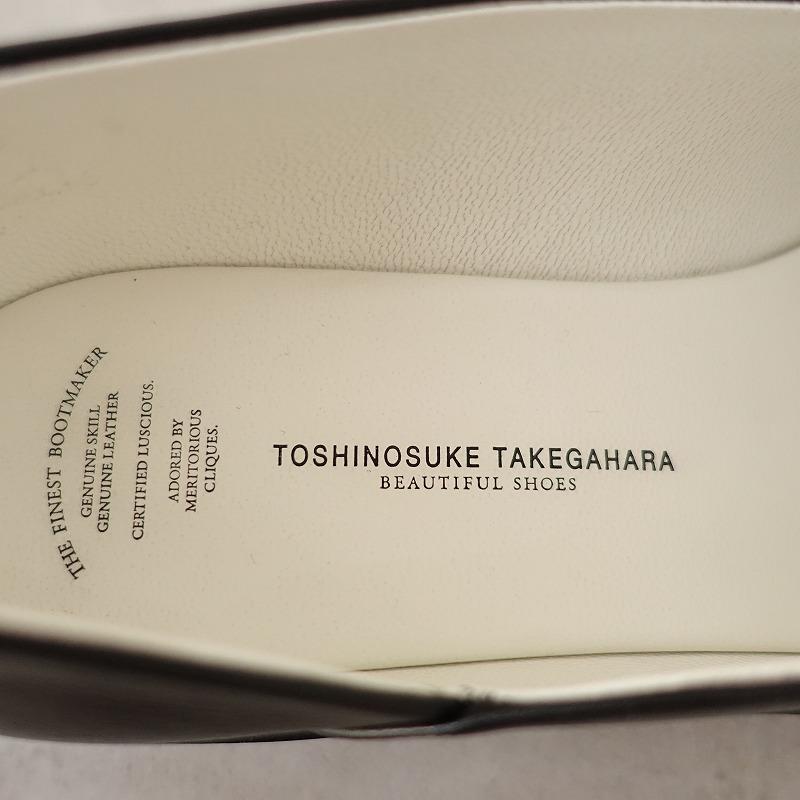 THE FINEST BOOTMAKER
GENUINE SKILL
GENUINE LEATHER
CERTIFIED LUSCIOUS.
ADORED BY
MERITORIOUS
CLIQUES.
TOSHINOSUKE TAKEGAHARA
BEAUTIFUL SHOES